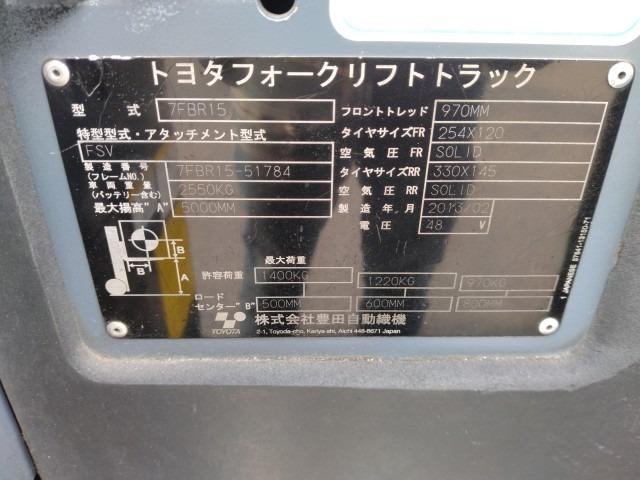 トヨタフォークリフトトラック
型 式 7FBR15 フロントトレッド 970MM
特型型式・アタッチメント型式 タイヤサイズFR 254X120
FSV 空 気 圧 FR SOLID
製造番号 (フレームNO.) 7FBR15-51784 タイヤサイズRR 330X145
車両重量 (バッテリー含む) 2550KG 空 気 圧 RR SOLID
最大揚高"A" 5000MM 製 造 年 月 2013/02
電 圧 48 V
B
B
A
最大荷重
許容荷重 1400KG 1220KG 970KG
ロードセンター"B" 500MM 600MM 800MM
TOYOTA 株式会社豊田自動織機
2-1, Toyoda-cho, Kariya-shi, Aichi 448-8671 Japan
1 JAPANESE